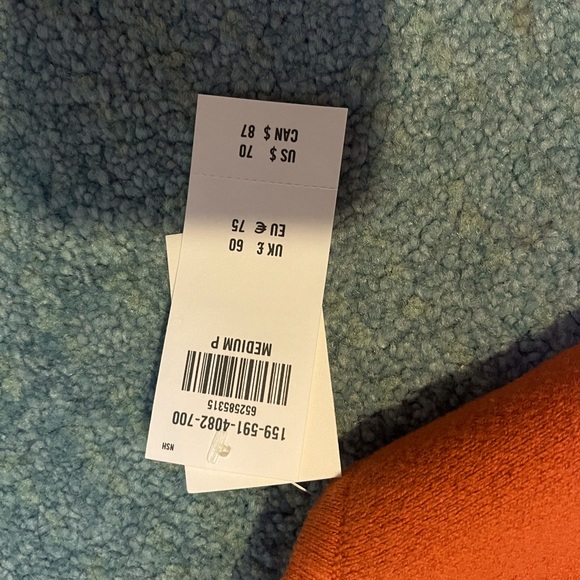 NSH
159-591-4082-700
652585315
MEDIUM P
UK £ 60
EU € 75
US $ 70
CAN $ 87